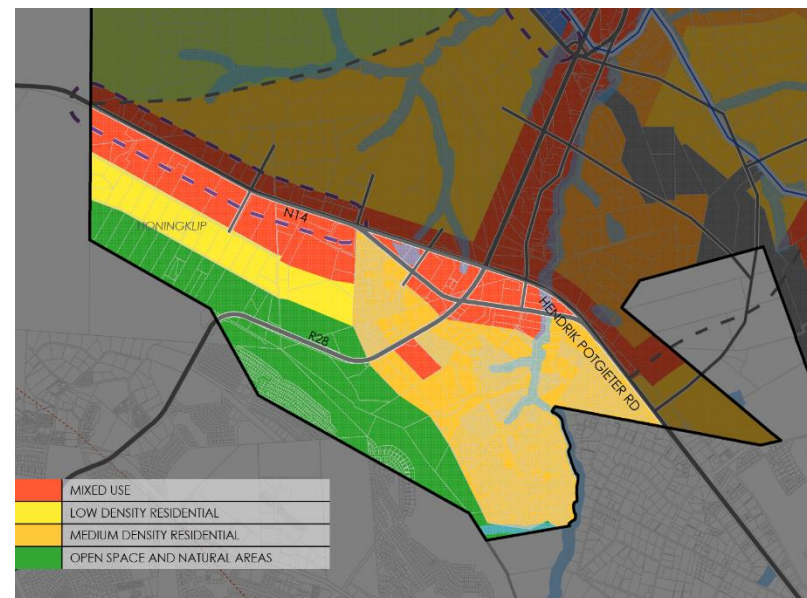 N14
HONINGKLIP
HENDRIK POTGIETER RD
R28
MIXED USE
LOW DENSITY RESIDENTIAL
MEDIUM DENSITY RESIDENTIAL
OPEN SPACE AND NATURAL AREAS